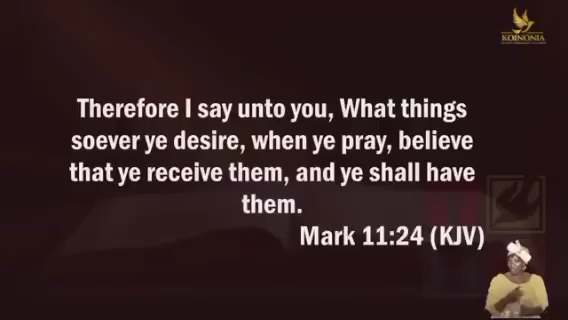 KOINONIA
Therefore I say unto you, What things
soever ye desire, when ye pray, believe
that ye receive them, and ye shall have
them.
Mark 11:24 (KJV)